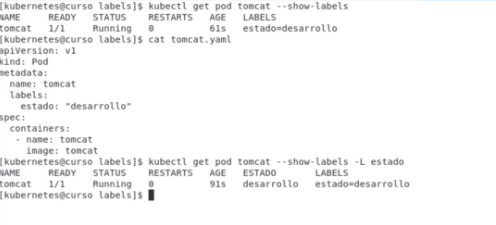 [kubernetes@curso labels]$ kubectl get pod tomcat --show-labels
NAME     READY   STATUS    RESTARTS   AGE   LABELS
tomcat   1/1     Running   0          61s   estado=desarrollo
[kubernetes@curso labels]$ cat tomcat.yaml
apiVersion: v1
kind: Pod
metadata:
  name: tomcat
  labels:
    estado: "desarrollo"
spec:
  containers:
   - name: tomcat
     image: tomcat
[kubernetes@curso labels]$ kubectl get pod tomcat --show-labels -L estado
NAME     READY   STATUS    RESTARTS   AGE   ESTADO       LABELS
tomcat   1/1     Running   0          91s   desarrollo   estado=desarrollo
[kubernetes@curso labels]$